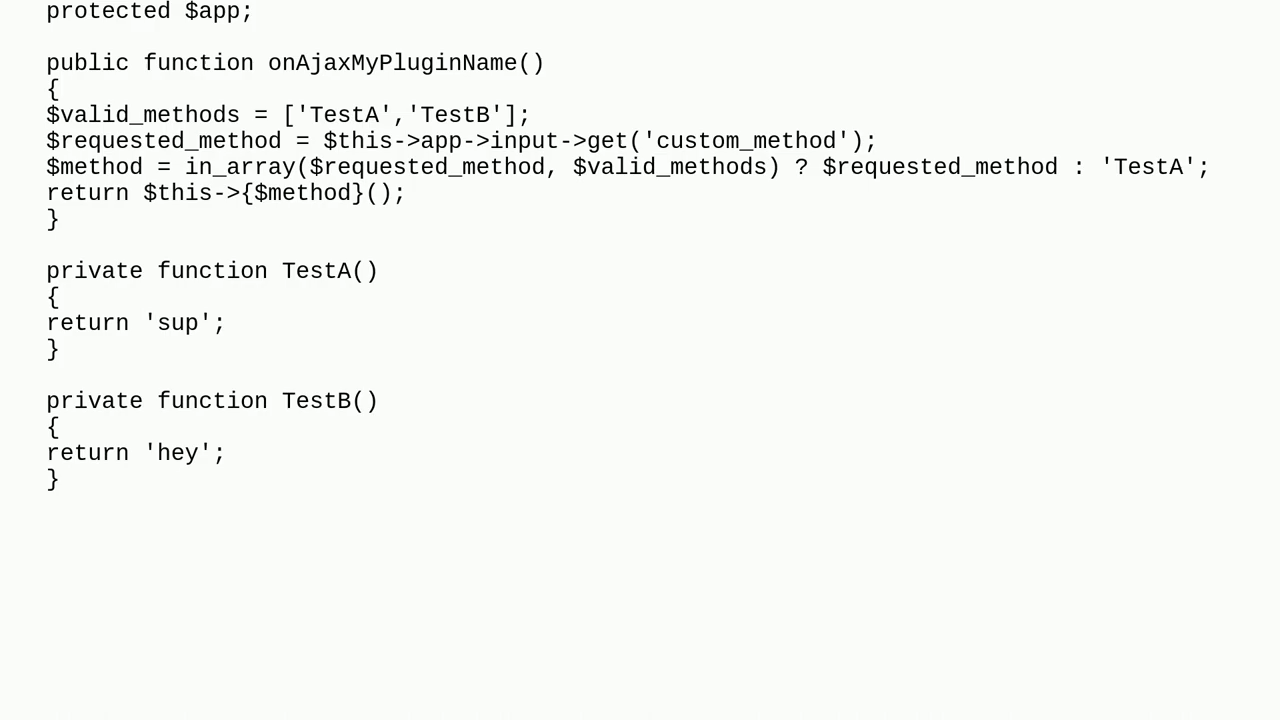 protected $app;
public function onAjaxMyPluginName()
{
$valid_methods = ['TestA','TestB'];
$requested_method = $this->app->input->get('custom_method');
$method = in_array($requested_method, $valid_methods) ? $requested_method : 'TestA';
return $this->{$method}();
}
private function TestA()
{
return 'sup';
}
private function TestB()
{
return 'hey';
}